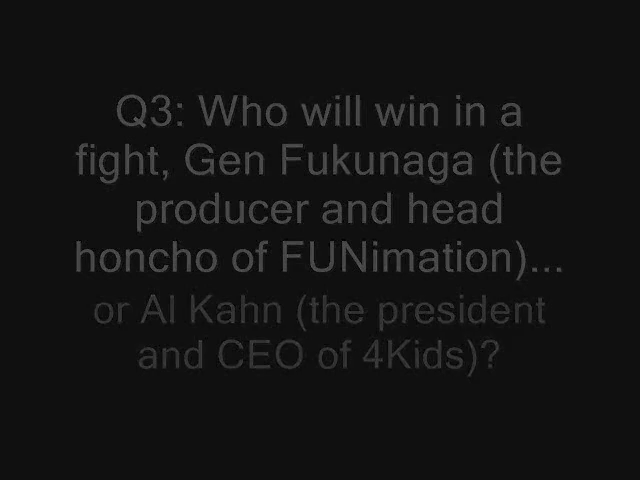 Q3: Who will win in a
fight, Gen Fukunaga (the
producer and head
honcho of FUNimation)...
or Al Kahn (the president
and CEO of 4Kids)?